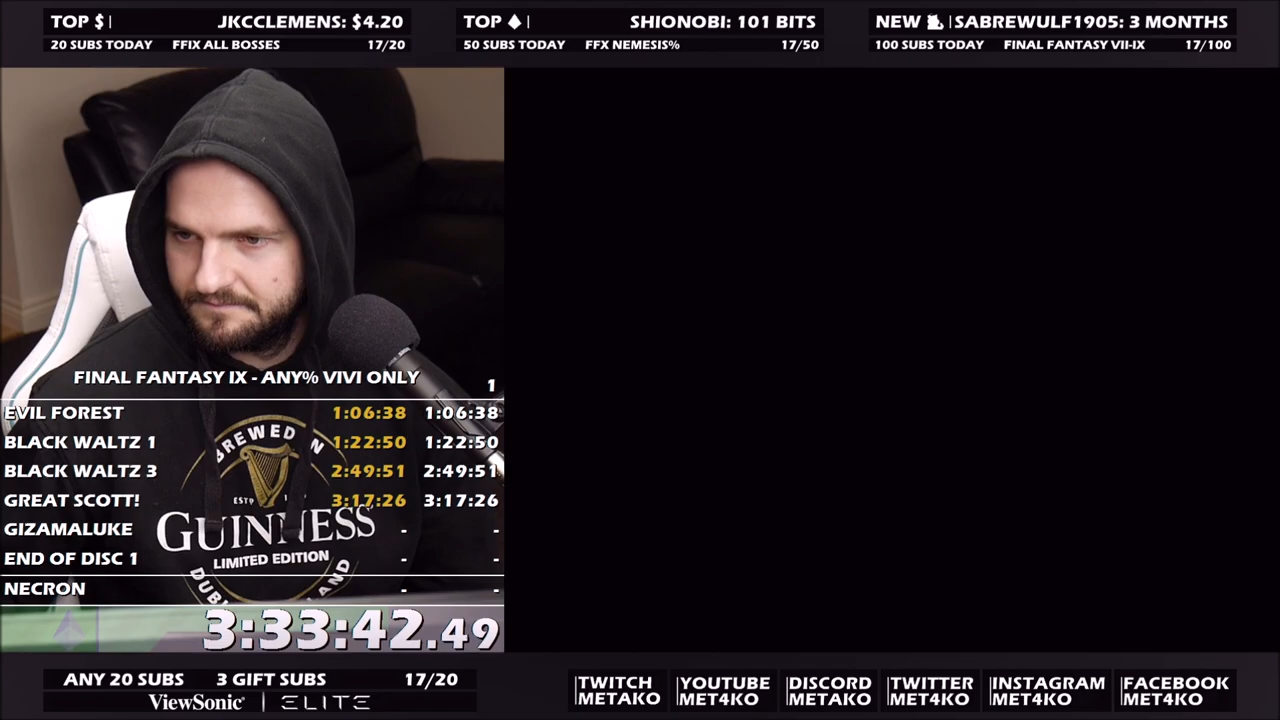 TOP $ | JKCCLEMENS: $4.20
20 SUBS TODAY FFIX ALL BOSSES 17/20
TOP | SHIONOBI: 101 BITS
50 SUBS TODAY FFX NEMESIS% 17/50
NEW | SABREWULF1905: 3 MONTHS
100 SUBS TODAY FINAL FANTASY VII-IX 17/100
FINAL FANTASY IX - ANY% VIVI ONLY 1
EVIL FOREST 1:06:38 1:06:38
BLACK WALTZ 1 1:22:50 1:22:50
BLACK WALTZ 3 2:49:51 2:49:51
GREAT SCOTT! 3:17:26 3:17:26
GIZAMALUKE - -
END OF DISC 1 - -
NECRON - -
3:33:42.49
BREWED IN
ESTD
GUINNESS
LIMITED EDITION
ANY 20 SUBS 3 GIFT SUBS 17/20
ViewSonic | ELITE
TWITCH
METAKO
YOUTUBE
MET4KO
DISCORD
METAKO
TWITTER
MET4KO
INSTAGRAM
MET4KO
FACEBOOK
MET4KO